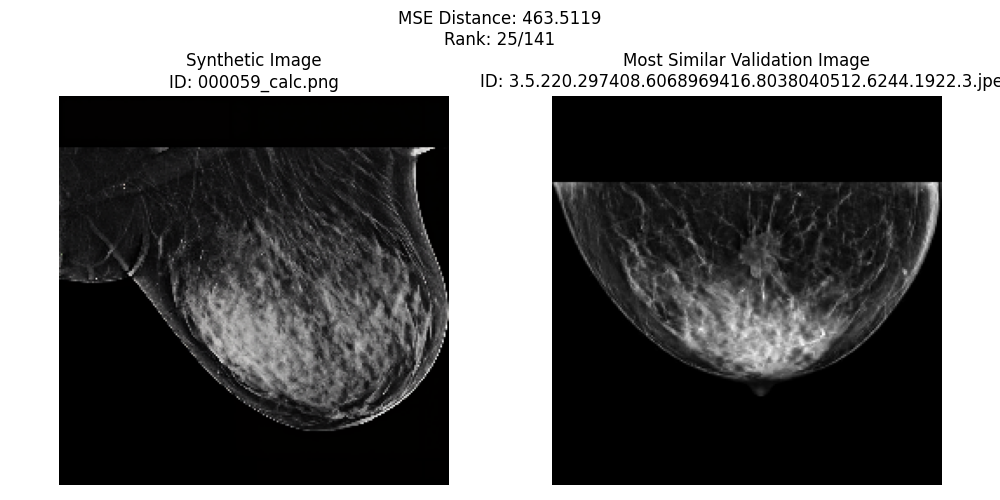 MSE Distance: 463.5119
Rank: 25/141
Synthetic Image
ID: 000059_calc.png
Most Similar Validation Image
ID: 3.5.220.297408.6068969416.8038040512.6244.1922.3.jpe